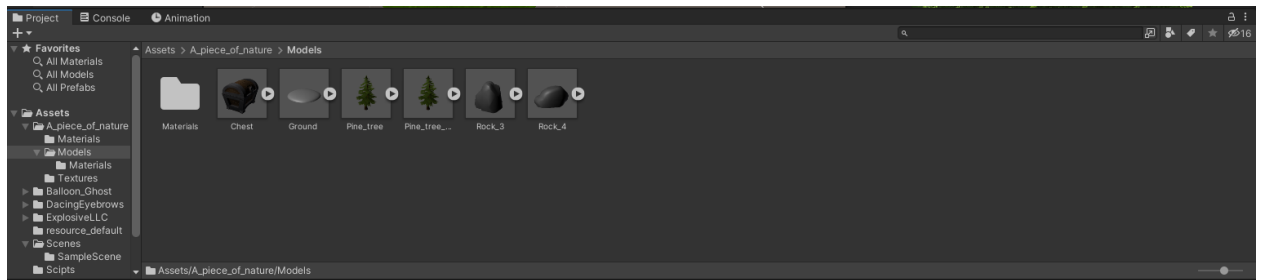 Project Console Animation
16
Favorites
All Materials
All Models
All Prefabs
Assets
A_piece_of_nature
Materials
Models
Materials
Textures
Balloon_Ghost
DacingEyebrows
ExplosiveLLC
resource_default
Scenes
SampleScene
Scipts
Assets > A_piece_of_nature > Models
Materials Chest Ground Pine_tree Pine_tree_... Rock_3 Rock_4
Assets/A_piece_of_nature/Models